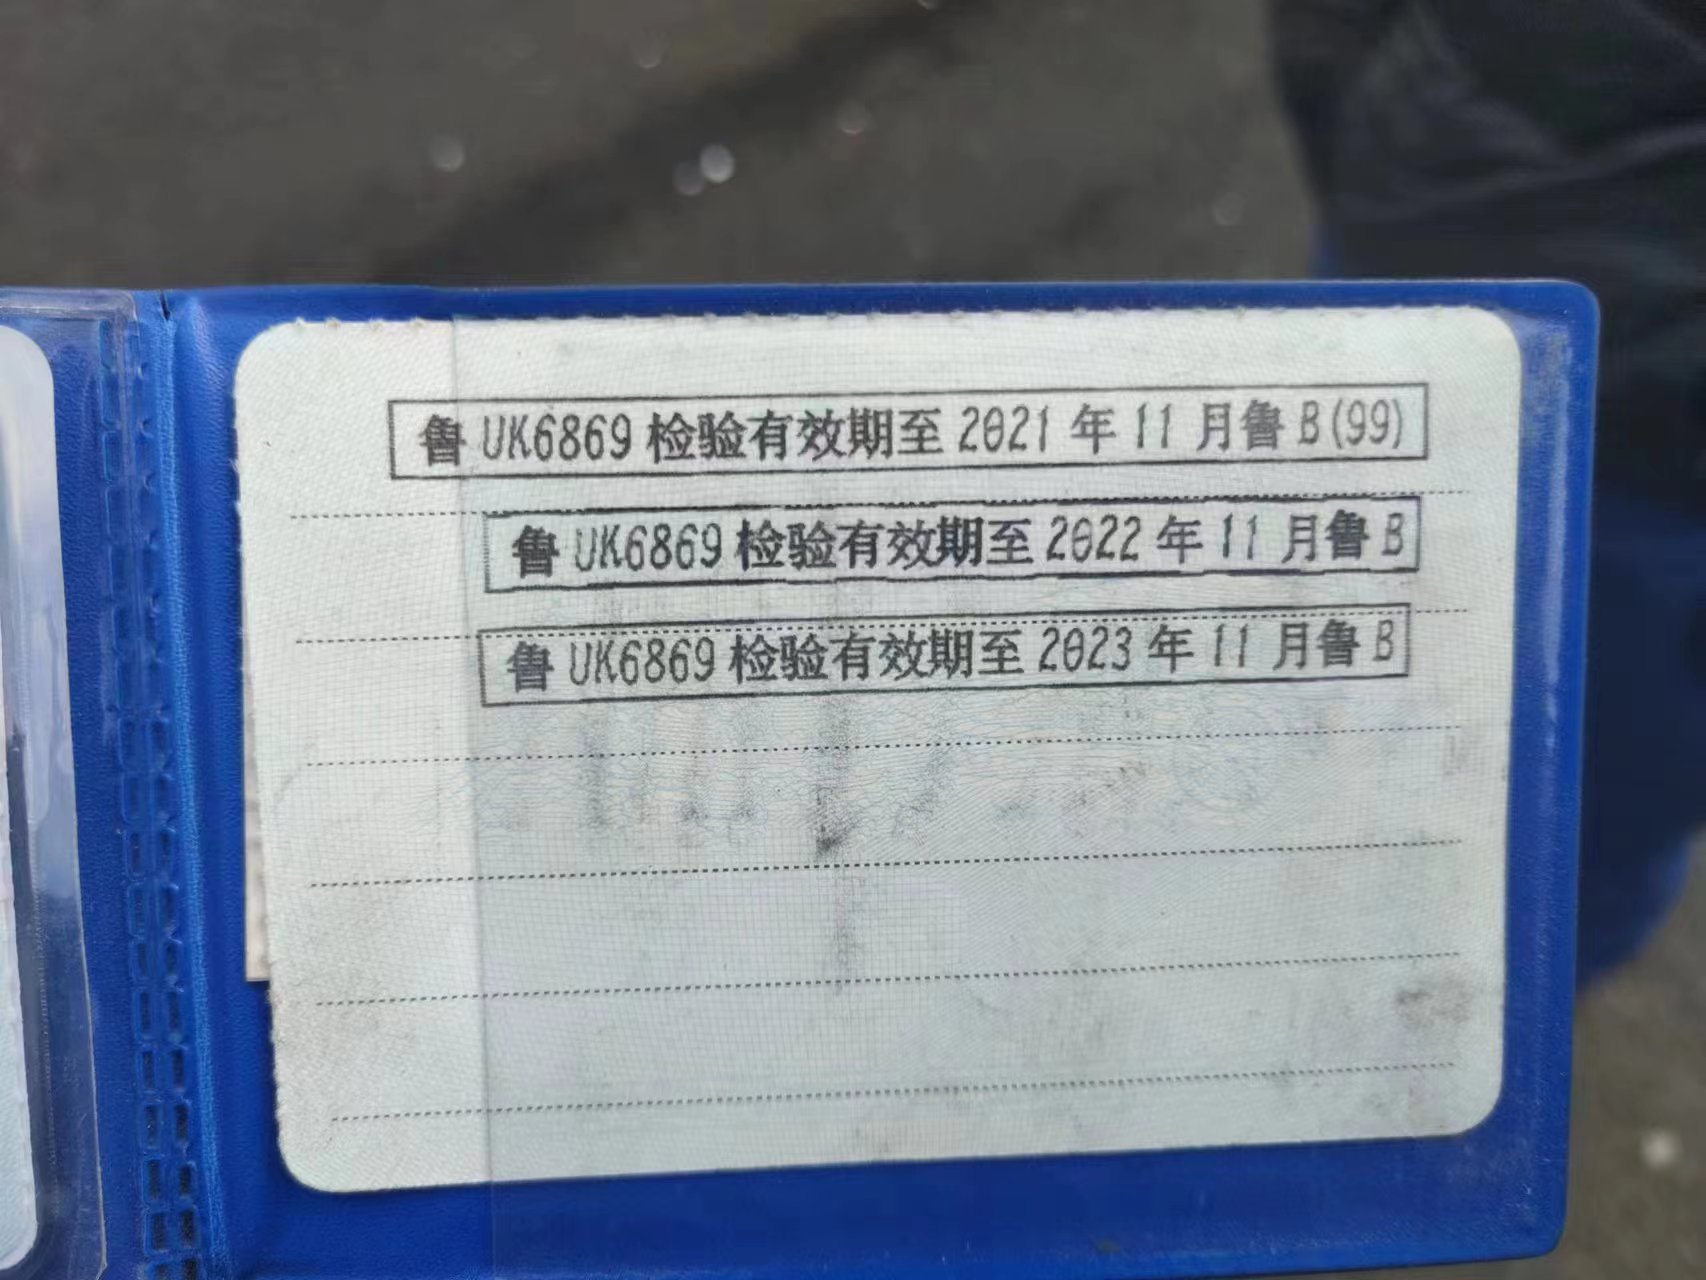 鲁 UK6869 检验有效期至 2021 年 11 月鲁 B(99)
鲁 UK6869 检验有效期至 2022 年 11 月鲁 B
鲁 UK6869 检验有效期至 2023 年 11 月鲁 B